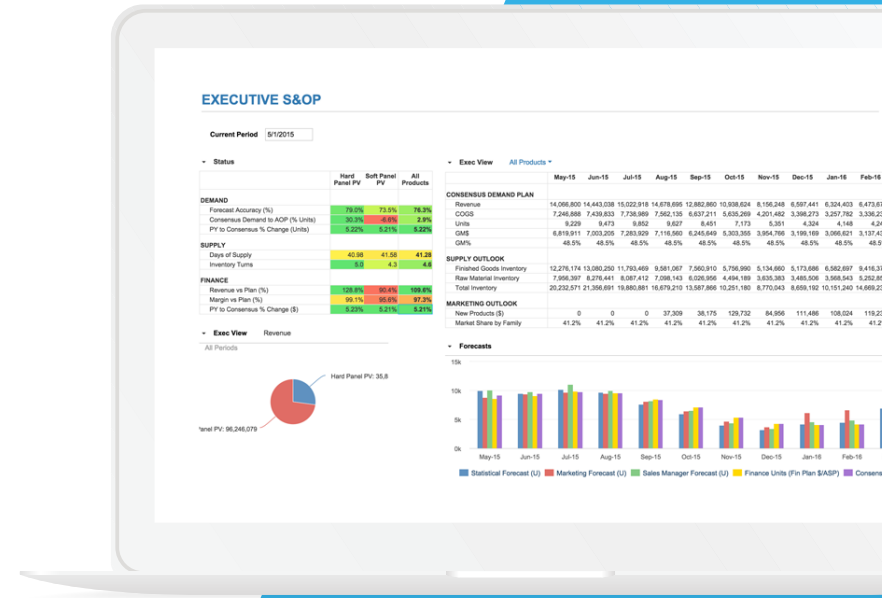 EXECUTIVE S&OP
Current Period 5/1/2015
Status
Hard Panel PV Soft Panel PV All Products
DEMAND
Forecast Accuracy (%) 79.0% 73.5% 76.3%
Consensus Demand to AOP (% Units) 30.3% -6.6% 2.9%
PY to Consensus % Change (Units) 5.22% 5.21% 5.22%
SUPPLY
Days of Supply 40.98 41.58 41.28
Inventory Turns 5.0 4.3 4.6
FINANCE
Revenue vs Plan (%) 128.8% 90.4% 109.6%
Margin vs Plan (%) 99.1% 95.6% 97.3%
PY to Consensus % Change ($) 5.23% 5.21% 5.21%
Exec View Revenue
All Periods
Hard Panel PV: 35,8
anel PV: 96,246,079
Exec View All Products
May-15 Jun-15 Jul-15 Aug-15 Sep-15 Oct-15 Nov-15 Dec-15 Jan-16 Feb-16
CONSENSUS DEMAND PLAN
Revenue 14,066,800 14,443,038 15,022,918 14,678,695 12,882,860 10,938,624 8,156,248 6,597,441 6,324,403 6,473,67
COGS 7,246,888 7,439,833 7,738,989 7,562,135 6,637,211 5,635,269 4,201,482 3,398,273 3,257,782 3,336,23
Units 9,229 9,473 9,852 9,627 8,451 7,173 5,351 4,324 4,148 4,24
GM$ 6,819,911 7,003,205 7,283,929 7,116,560 6,245,649 5,303,355 3,954,766 3,199,169 3,066,621 3,137,43
GM% 48.5% 48.5% 48.5% 48.5% 48.5% 48.5% 48.5% 48.5% 48.5% 48.5
SUPPLY OUTLOOK
Finished Goods Inventory 12,276,174 13,080,250 11,793,469 9,581,067 7,560,910 5,756,990 5,134,660 5,173,686 6,582,697 9,416,37
Raw Material Inventory 7,956,397 8,276,441 8,087,412 7,098,143 6,026,956 4,494,189 3,635,383 3,485,506 3,568,543 5,252,85
Total Inventory 20,232,571 21,356,691 19,880,881 16,679,210 13,587,866 10,251,180 8,770,043 8,659,192 10,151,240 14,669,23
MARKETING OUTLOOK
New Products ($) 0 0 0 37,309 38,175 129,732 84,956 111,486 108,024 119,23
Market Share by Family 41.2% 41.2% 41.2% 41.2% 41.2% 41.2% 41.2% 41.2% 41.2% 41.2
Forecasts
15k
10k
5k
0k
May-15 Jun-15 Jul-15 Aug-15 Sep-15 Oct-15 Nov-15 Dec-15 Jan-16 Feb-16
Statistical Forecast (U) Marketing Forecast (U) Sales Manager Forecast (U) Finance Units (Fin Plan $/ASP) Consens